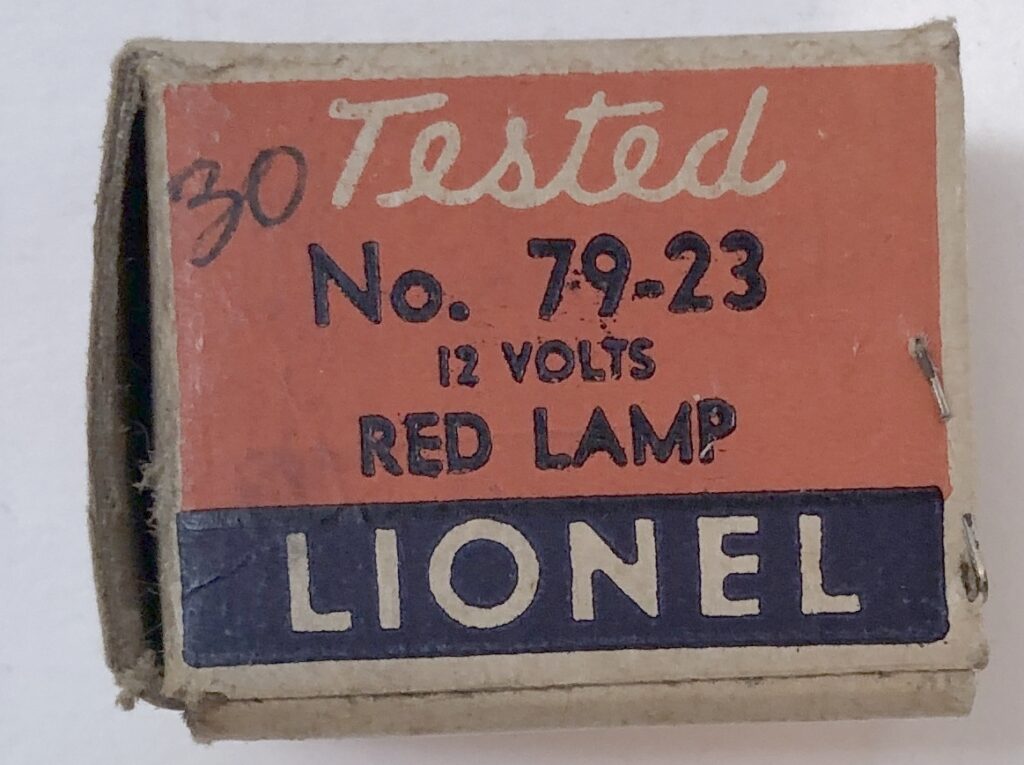 Tested
30
No. 79-23
12 VOLTS
RED LAMP
LIONEL